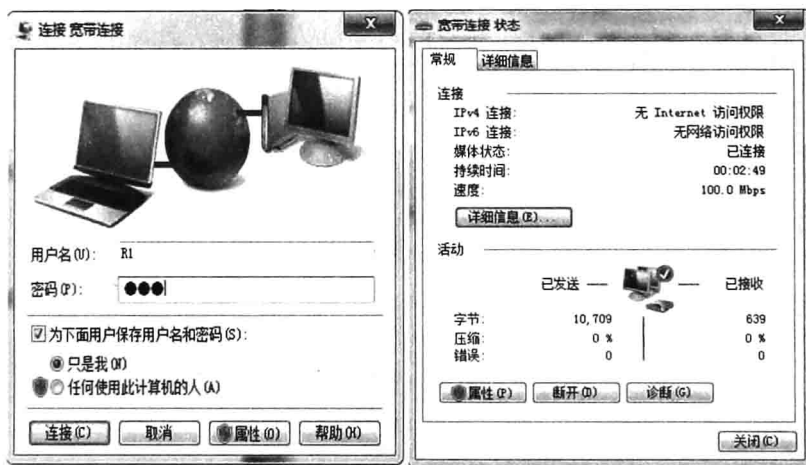 连接 宽带连接
用户名(U): R1
密码(P): ●●●
为下面用户保存用户名和密码(S):
只是我(N)
任何使用此计算机的人(A)
连接(C) 取消 属性(O) 帮助(H)
宽带连接 状态
常规 详细信息
连接
IPv4 连接: 无 Internet 访问权限
IPv6 连接: 无网络访问权限
媒体状态: 已连接
持续时间: 00:02:49
速度: 100.0 Mbps
详细信息(E)...
活动
已发送 已接收
字节: 10,709 639
压缩: 0 % 0 %
错误: 0 0
属性(P) 断开(D) 诊断(G)
关闭(C)